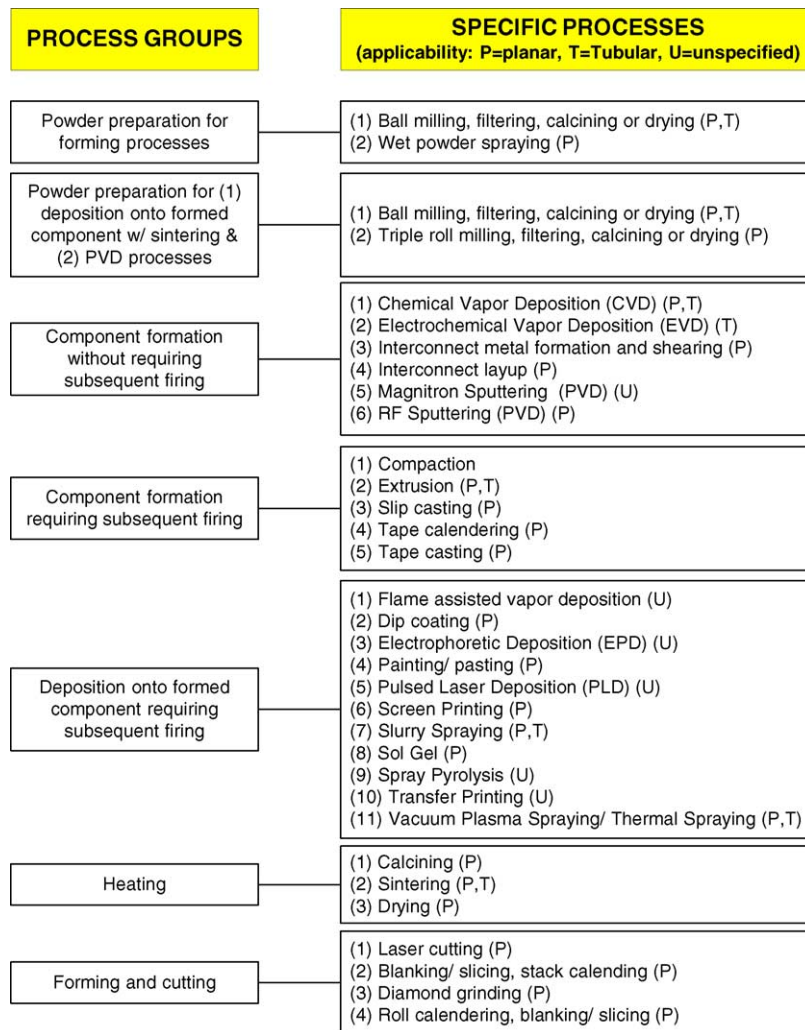 PROCESS GROUPS
SPECIFIC PROCESSES
(applicability: P=planar, T=Tubular, U=unspecified)
Powder preparation for
forming processes
(1) Ball milling, filtering, calcining or drying (P,T)
(2) Wet powder spraying (P)
Powder preparation for (1)
deposition onto formed
component w/ sintering &
(2) PVD processes
(1) Ball milling, filtering, calcining or drying (P,T)
(2) Triple roll milling, filtering, calcining or drying (P)
Component formation
without requiring
subsequent firing
(1) Chemical Vapor Deposition (CVD) (P,T)
(2) Electrochemical Vapor Deposition (EVD) (T)
(3) Interconnect metal formation and shearing (P)
(4) Interconnect layup (P)
(5) Magnitron Sputtering (PVD) (U)
(6) RF Sputtering (PVD) (P)
Component formation
requiring subsequent firing
(1) Compaction
(2) Extrusion (P,T)
(3) Slip casting (P)
(4) Tape calendering (P)
(5) Tape casting (P)
Deposition onto formed
component requiring
subsequent firing
(1) Flame assisted vapor deposition (U)
(2) Dip coating (P)
(3) Electrophoretic Deposition (EPD) (U)
(4) Painting/ pasting (P)
(5) Pulsed Laser Deposition (PLD) (U)
(6) Screen Printing (P)
(7) Slurry Spraying (P,T)
(8) Sol Gel (P)
(9) Spray Pyrolysis (U)
(10) Transfer Printing (U)
(11) Vacuum Plasma Spraying/ Thermal Spraying (P,T)
Heating
(1) Calcining (P)
(2) Sintering (P,T)
(3) Drying (P)
Forming and cutting
(1) Laser cutting (P)
(2) Blanking/ slicing, stack calending (P)
(3) Diamond grinding (P)
(4) Roll calendering, blanking/ slicing (P)